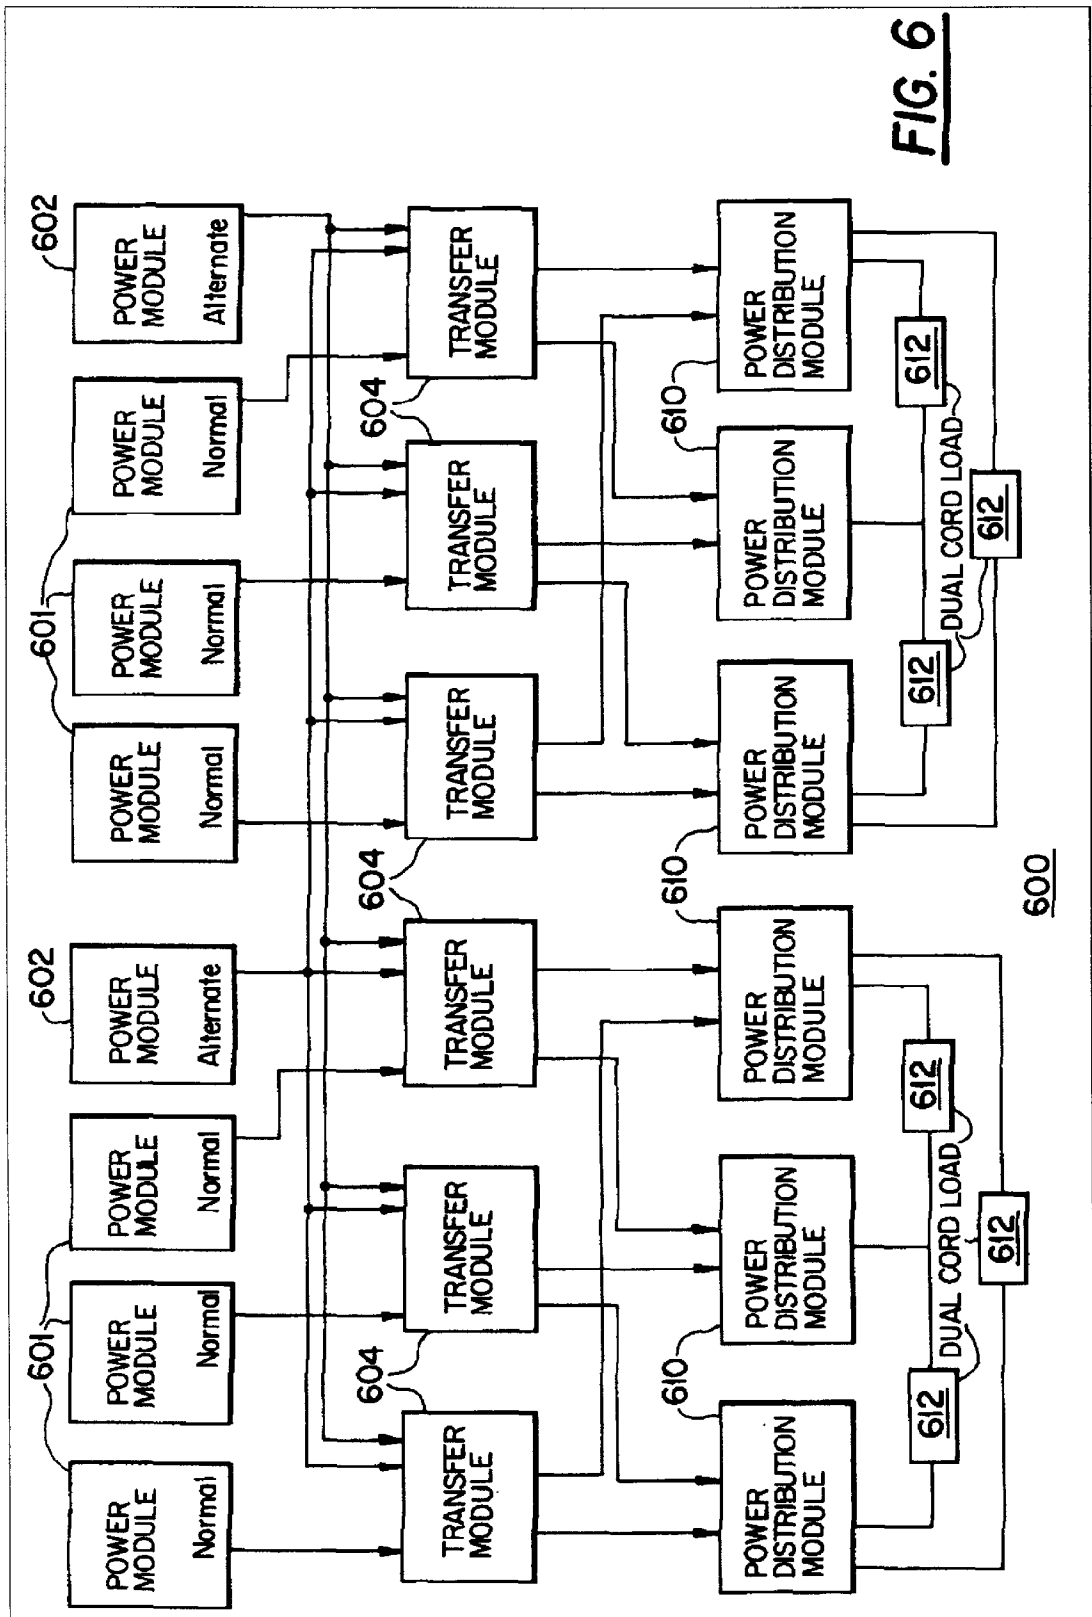 601
602
601
602
POWER
MODULE
Normal
POWER
MODULE
Normal
POWER
MODULE
Normal
POWER
MODULE
Alternate
POWER
MODULE
Normal
POWER
MODULE
Normal
POWER
MODULE
Normal
POWER
MODULE
Alternate
604
604
604
604
TRANSFER
MODULE
TRANSFER
MODULE
TRANSFER
MODULE
TRANSFER
MODULE
TRANSFER
MODULE
TRANSFER
MODULE
610
610
610
610
POWER
DISTRIBUTION
MODULE
POWER
DISTRIBUTION
MODULE
POWER
DISTRIBUTION
MODULE
POWER
DISTRIBUTION
MODULE
POWER
DISTRIBUTION
MODULE
POWER
DISTRIBUTION
MODULE
612
612
612
612
DUAL CORD LOAD
DUAL CORD LOAD
612
612
600
FIG. 6